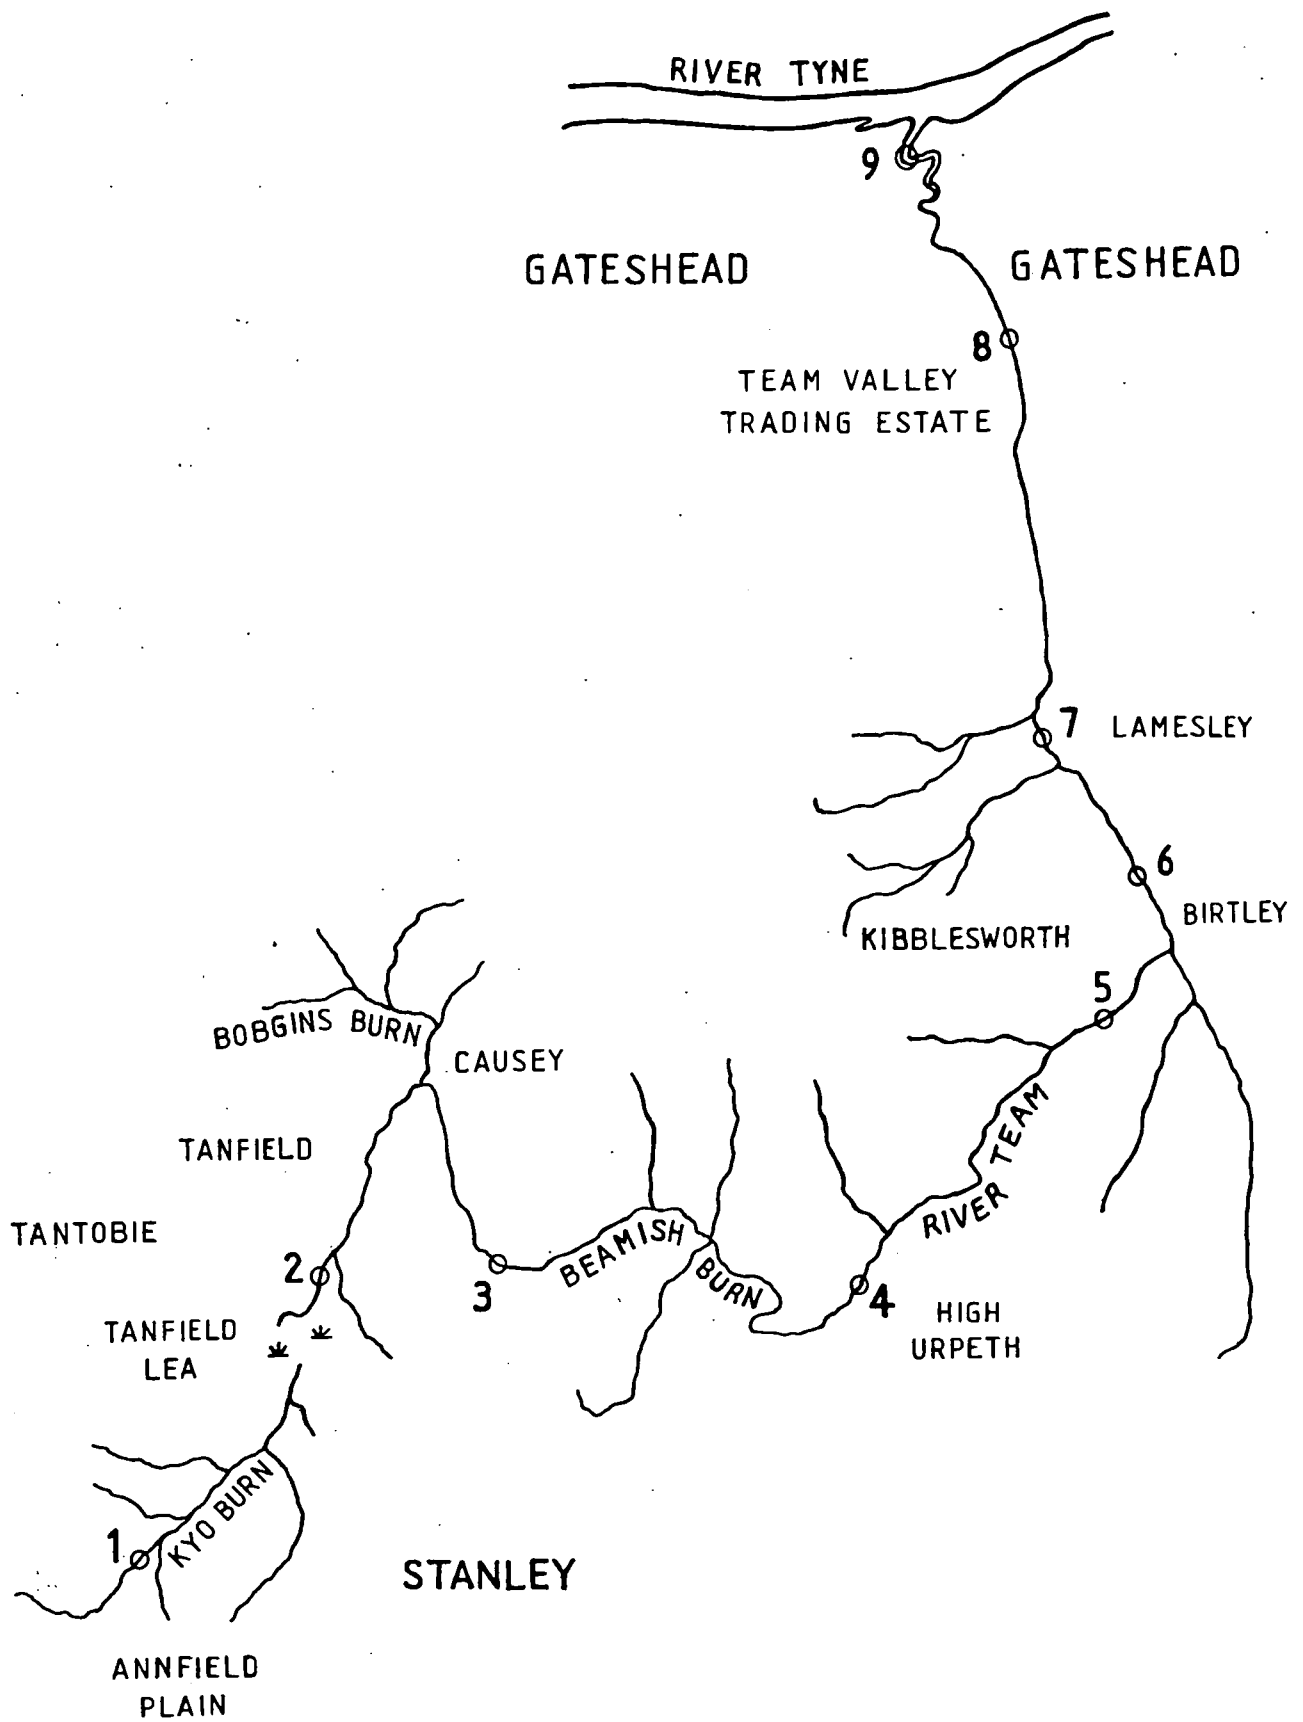 RIVER TYNE
9
GATESHEAD
GATESHEAD
8
TEAM VALLEY
TRADING ESTATE
7
LAMESLEY
6
BIRTLEY
KIBBLESWORTH
5
BOBGINS BURN
CAUSEY
TANFIELD
RIVER TEAM
TANTOBIE
2
3
BEAMISH
BURN
4
HIGH
URPETH
TANFIELD
LEA
KYO BURN
1
STANLEY
ANNFIELD
PLAIN